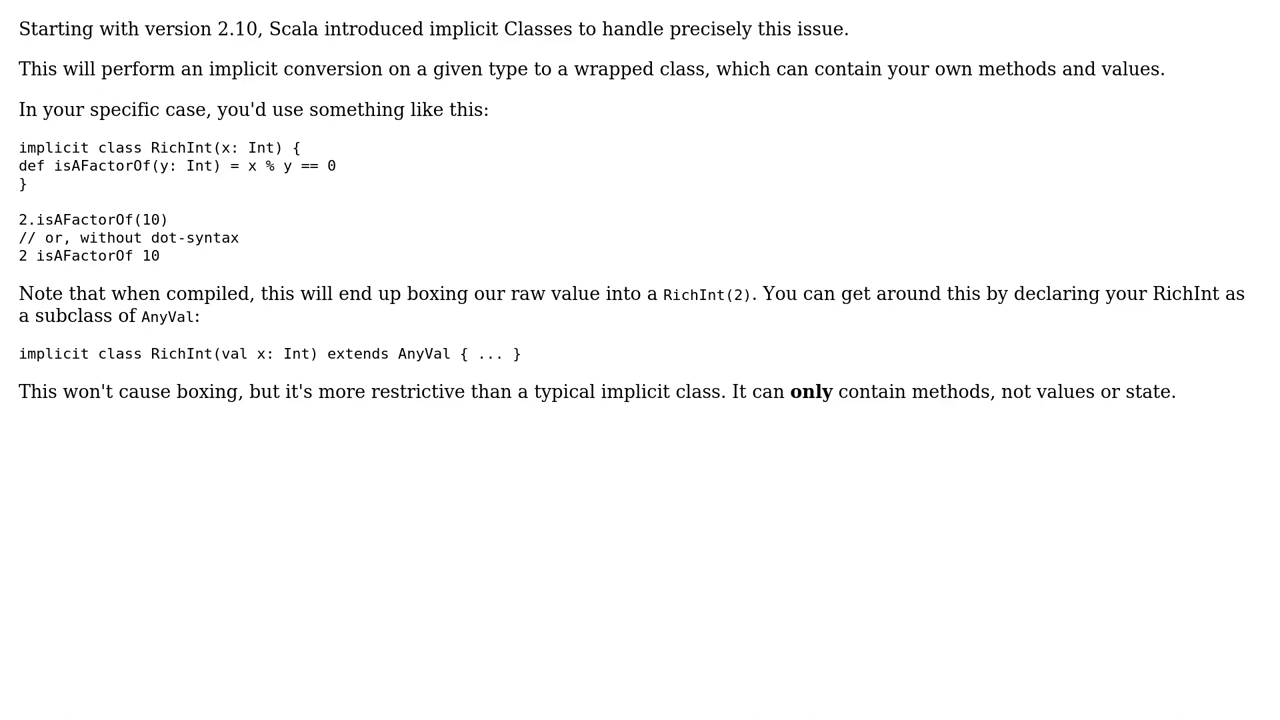 Starting with version 2.10, Scala introduced implicit Classes to handle precisely this issue.
This will perform an implicit conversion on a given type to a wrapped class, which can contain your own methods and values.
In your specific case, you'd use something like this:
implicit class RichInt(x: Int) {
def isAFactorOf(y: Int) = x % y == 0
}
2.isAFactorOf(10)
// or, without dot-syntax
2 isAFactorOf 10
Note that when compiled, this will end up boxing our raw value into a RichInt(2). You can get around this by declaring your RichInt as
a subclass of AnyVal:
implicit class RichInt(val x: Int) extends AnyVal { ... }
This won't cause boxing, but it's more restrictive than a typical implicit class. It can only contain methods, not values or state.